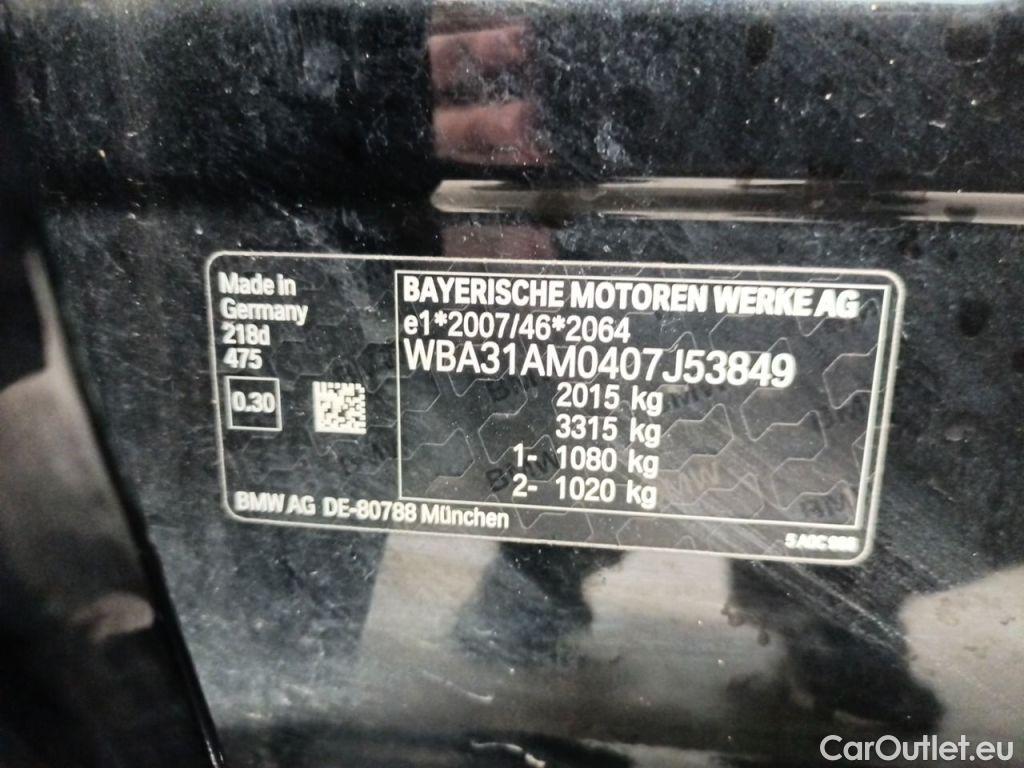 Made in
Germany
218d
475
0.30
BAYERISCHE MOTOREN WERKE AG
e1*2007/46*2064
WBA31AM0407J53849
2015 kg
3315 kg
1- 1080 kg
2- 1020 kg
BMW AG DE-80788 München
CarOutlet.eu